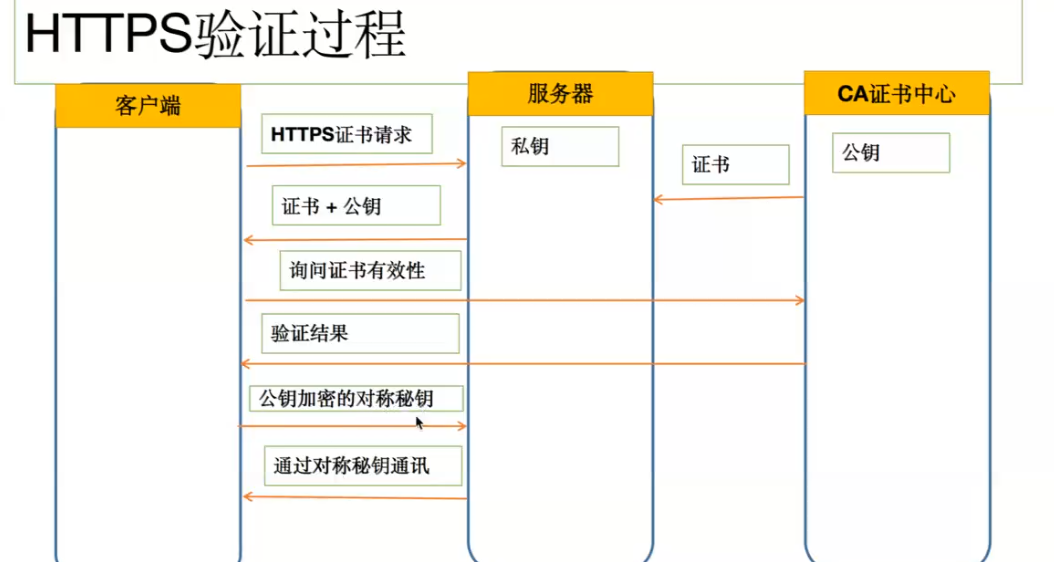 HTTPS验证过程
客户端
服务器
CA证书中心
HTTPS证书请求
私钥
证书
公钥
证书 + 公钥
询问证书有效性
验证结果
公钥加密的对称秘钥
通过对称秘钥通讯